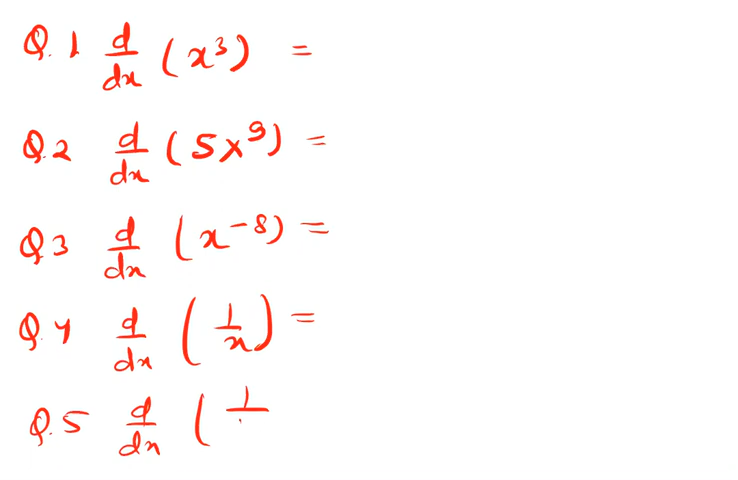 Q.1 d/dx (x³) =
Q.2 d/dx (5x⁹) =
Q.3 d/dx (x⁻⁸) =
Q.4 d/dx (1/x) =
Q.5 d/dx (1/